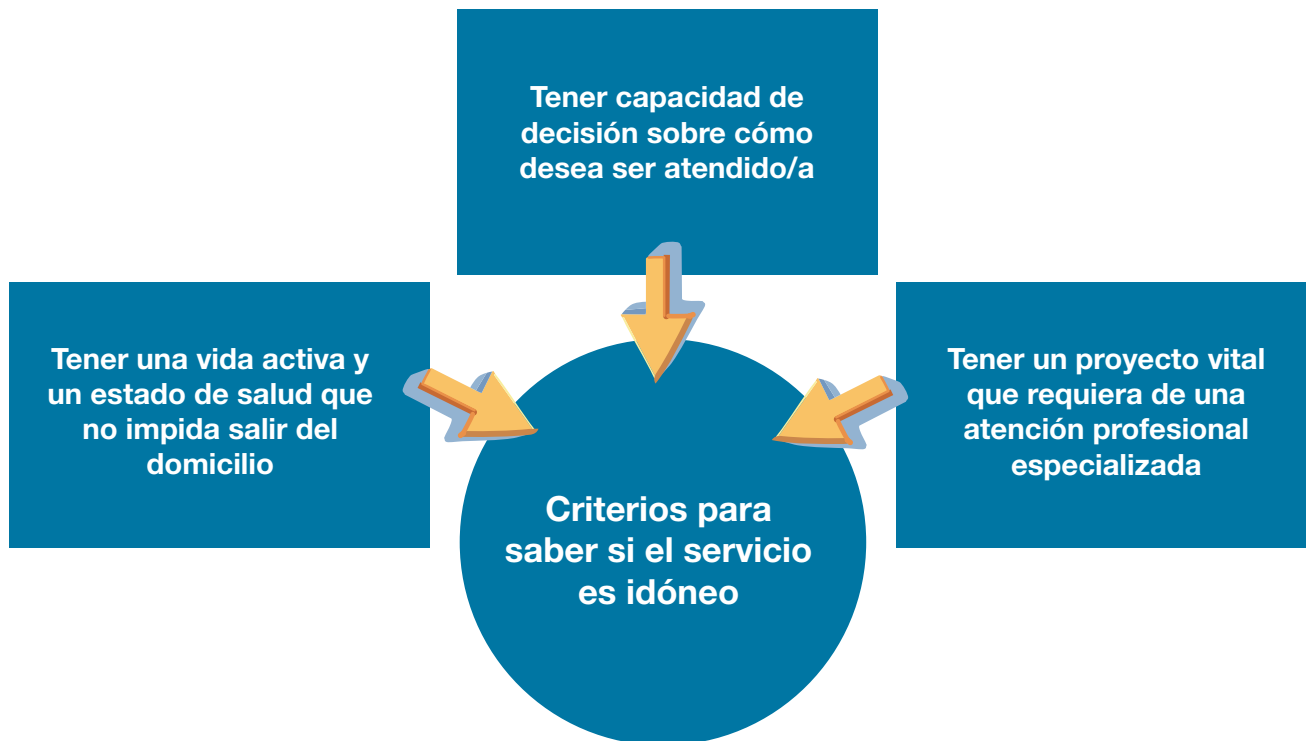 Tener capacidad de
decisión sobre cómo
desea ser atendido/a
Tener una vida activa y
un estado de salud que
no impida salir del
domicilio
Tener un proyecto vital
que requiera de una
atención profesional
especializada
Criterios para
saber si el servicio
es idóneo